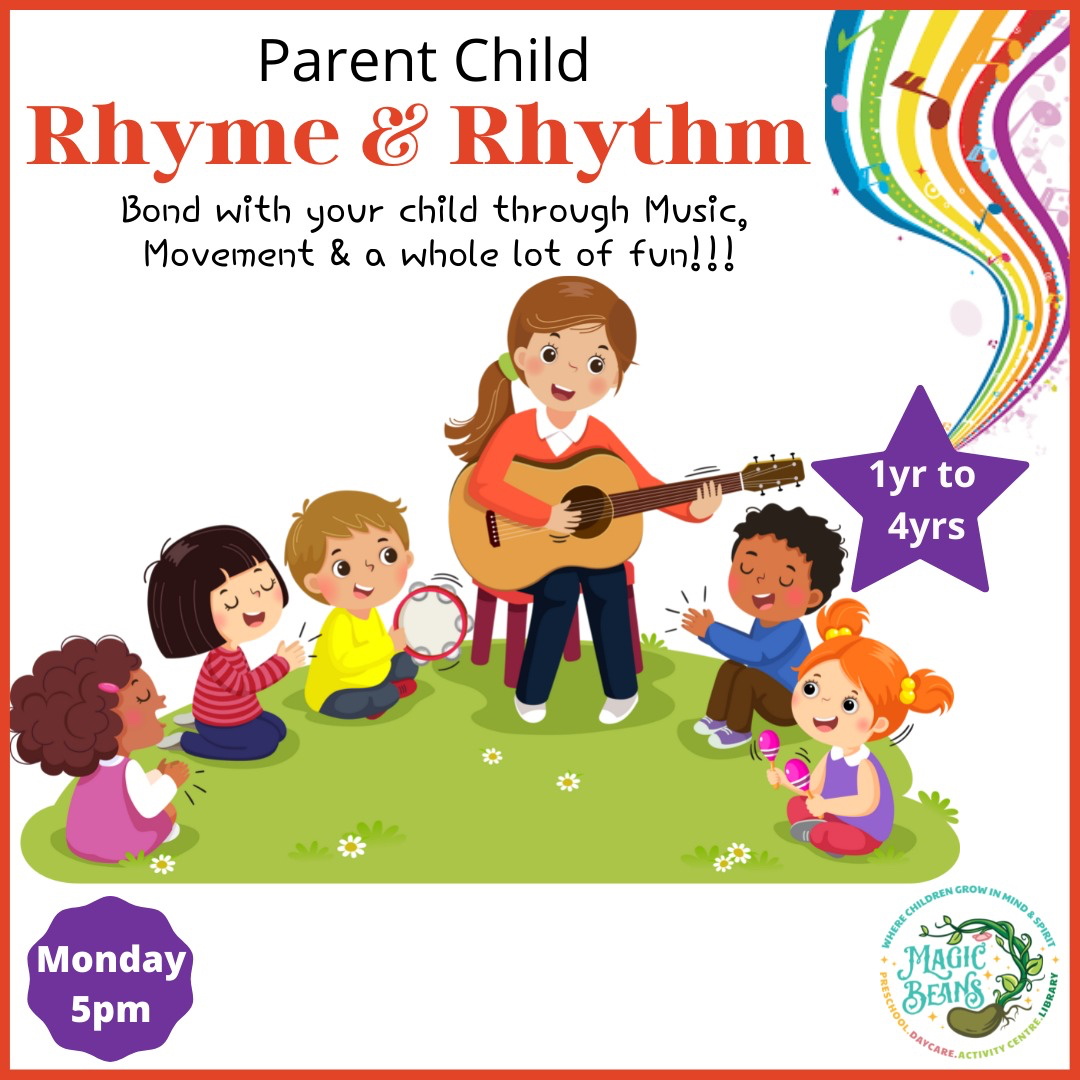 Parent Child
Rhyme & Rhythm
Bond with your child through Music,
Movement & a whole lot of fun!!!
1yr to
4yrs
Monday
5pm
WHERE CHILDREN GROW IN MIND & SPIRIT
MAGIC
BEANS
PRESCHOOL.DAYCARE.ACTIVITY CENTRE.LIBRARY